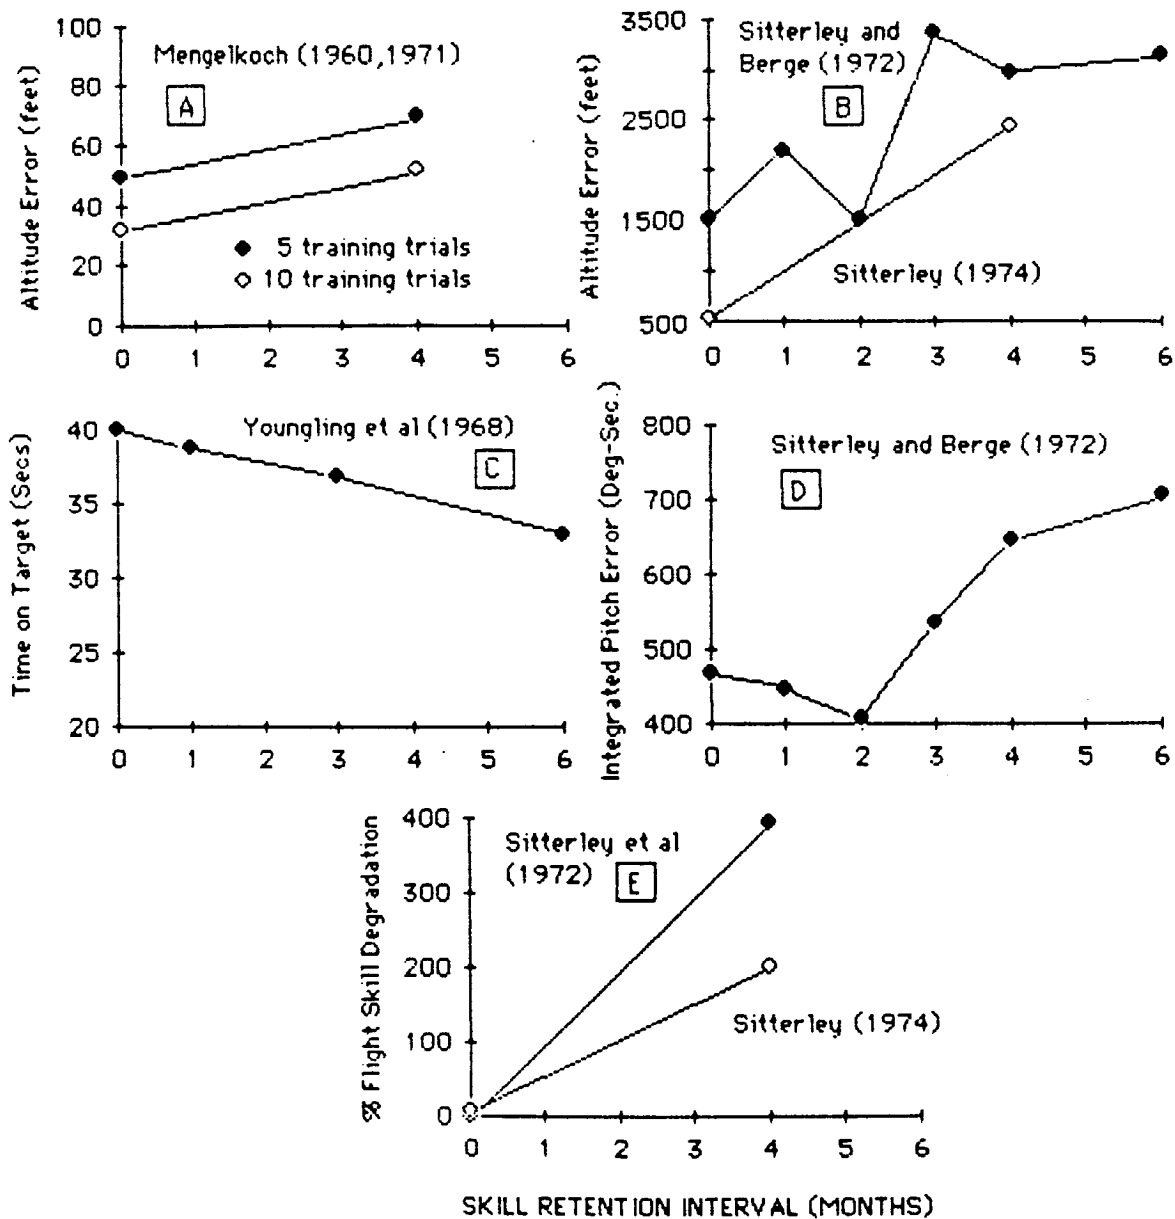 Mengelkoch (1960,1971)
A
Altitude Error (feet)
100
80
60
40
20
0
5 training trials
10 training trials
0 1 2 3 4 5 6
Sitterley and
Berge (1972)
B
Altitude Error (feet)
3500
2500
1500
500
Sitterley (1974)
0 1 2 3 4 5 6
Youngling et al (1968)
C
Time on Target (Secs)
40
35
30
25
20
0 1 2 3 4 5 6
Sitterley and Berge (1972)
D
Integrated Pitch Error (Deg-Sec.)
800
700
600
500
400
0 1 2 3 4 5 6
Sitterley et al
(1972)
E
% Flight Skill Degradation
400
300
200
100
0
Sitterley (1974)
0 1 2 3 4 5 6
SKILL RETENTION INTERVAL (MONTHS)